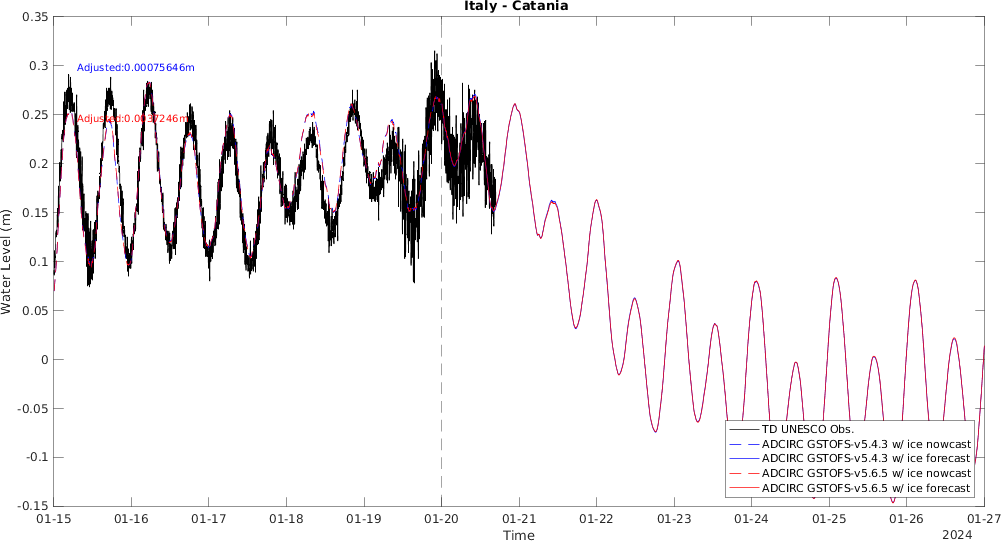 Italy - Catania
0.35
0.3
0.25
0.2
0.15
0.1
0.05
0
-0.05
-0.1
-0.15
Water Level (m)
Adjusted:0.00075646m
Adjusted:0.0037246m
TD UNESCO Obs.
ADCIRC GSTOFS-v5.4.3 w/ ice nowcast
ADCIRC GSTOFS-v5.4.3 w/ ice forecast
ADCIRC GSTOFS-v5.6.5 w/ ice nowcast
ADCIRC GSTOFS-v5.6.5 w/ ice forecast
01-15 01-16 01-17 01-18 01-19 01-20 01-21 01-22 01-23 01-24 01-25 01-26 01-27
Time
2024